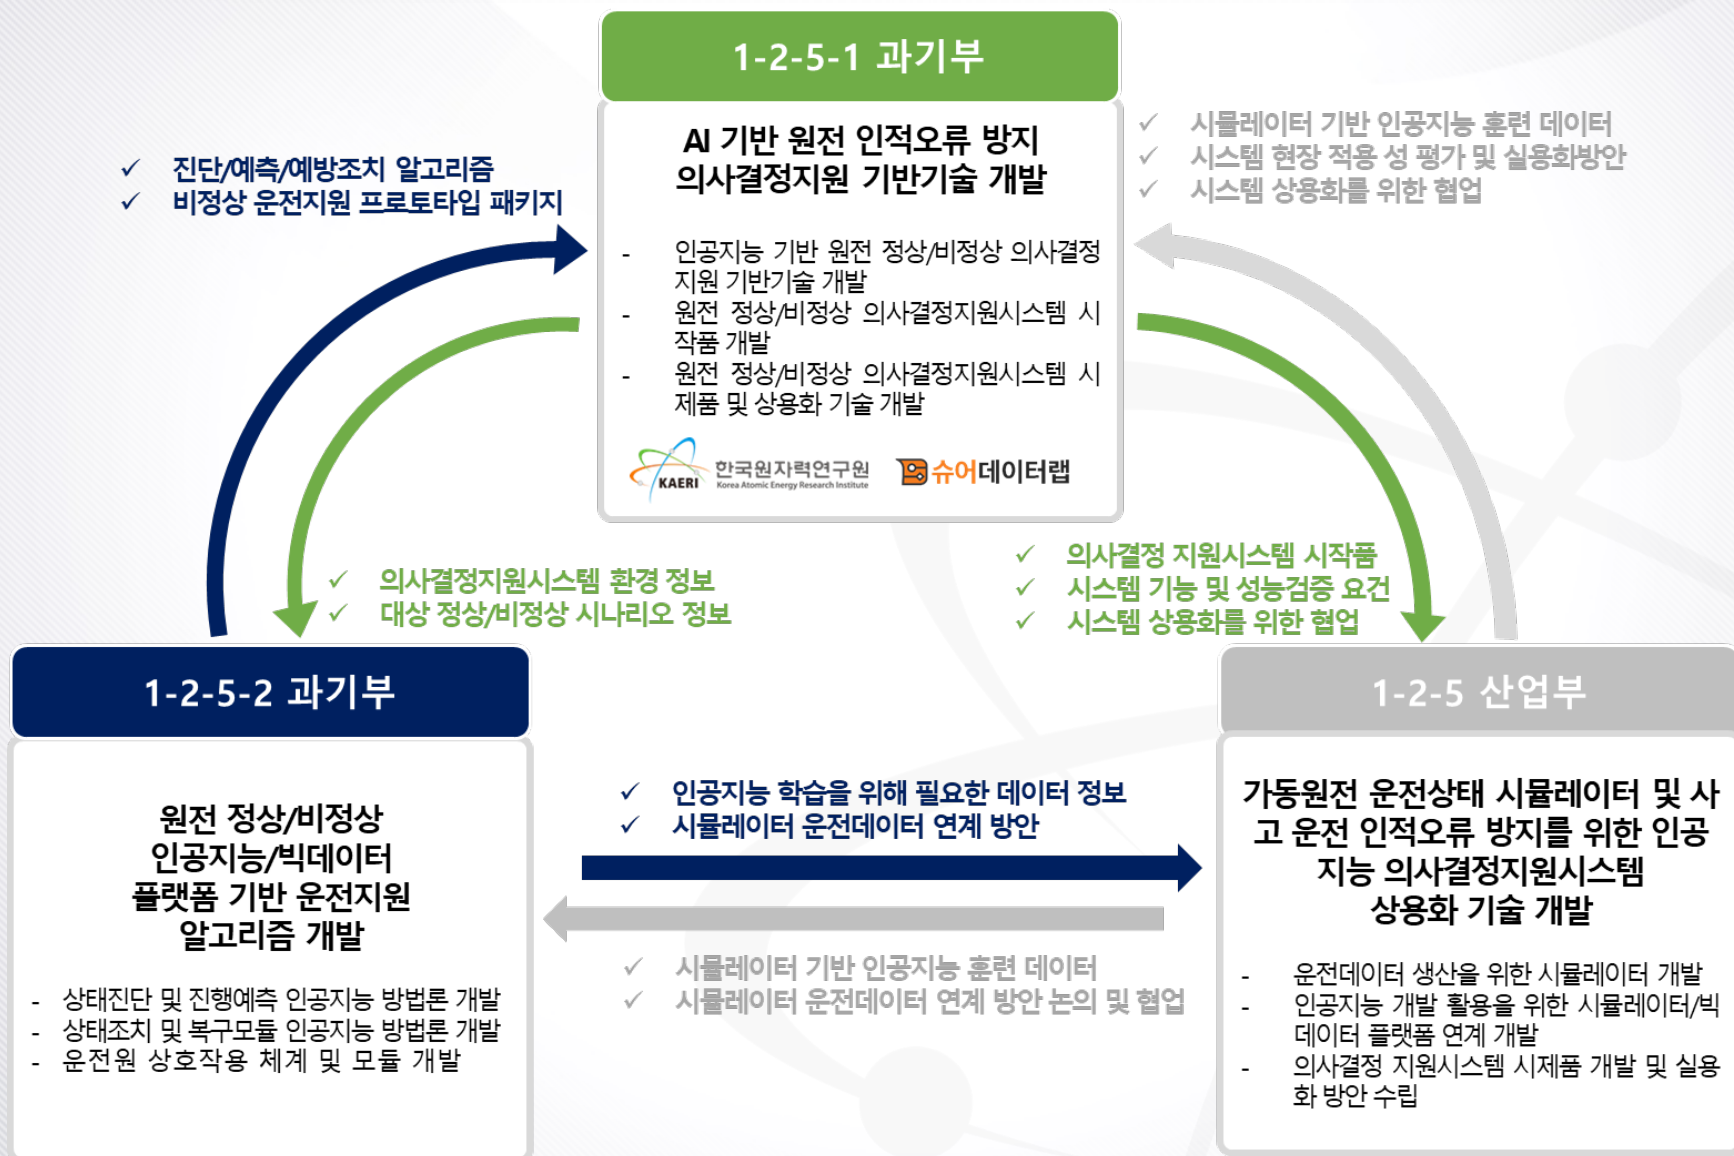 1-2-5-1 과기부
AI 기반 원전 인적오류 방지
의사결정지원 기반기술 개발
- 인공지능 기반 원전 정상/비정상 의사결정
지원 기반기술 개발
- 원전 정상/비정상 의사결정지원시스템 시
작품 개발
- 원전 정상/비정상 의사결정지원시스템 시
제품 및 상용화 기술 개발
KAERI 한국원자력연구원
Korea Atomic Energy Research Institute
슈어데이터랩
✓ 진단/예측/예방조치 알고리즘
✓ 비정상 운전지원 프로토타입 패키지
✓ 시뮬레이터 기반 인공지능 훈련 데이터
✓ 시스템 현장 적용 성 평가 및 실용화방안
✓ 시스템 상용화를 위한 협업
✓ 의사결정지원시스템 환경 정보
✓ 대상 정상/비정상 시나리오 정보
✓ 의사결정 지원시스템 시작품
✓ 시스템 기능 및 성능검증 요건
✓ 시스템 상용화를 위한 협업
1-2-5-2 과기부
원전 정상/비정상
인공지능/빅데이터
플랫폼 기반 운전지원
알고리즘 개발
- 상태진단 및 진행예측 인공지능 방법론 개발
- 상태조치 및 복구모듈 인공지능 방법론 개발
- 운전원 상호작용 체계 및 모듈 개발
✓ 인공지능 학습을 위해 필요한 데이터 정보
✓ 시뮬레이터 운전데이터 연계 방안
✓ 시뮬레이터 기반 인공지능 훈련 데이터
✓ 시뮬레이터 운전데이터 연계 방안 논의 및 협업
1-2-5 산업부
가동원전 운전상태 시뮬레이터 및 사
고 운전 인적오류 방지를 위한 인공
지능 의사결정지원시스템
상용화 기술 개발
- 운전데이터 생산을 위한 시뮬레이터 개발
- 인공지능 개발 활용을 위한 시뮬레이터/빅
데이터 플랫폼 연계 개발
- 의사결정 지원시스템 시제품 개발 및 실용
화 방안 수립